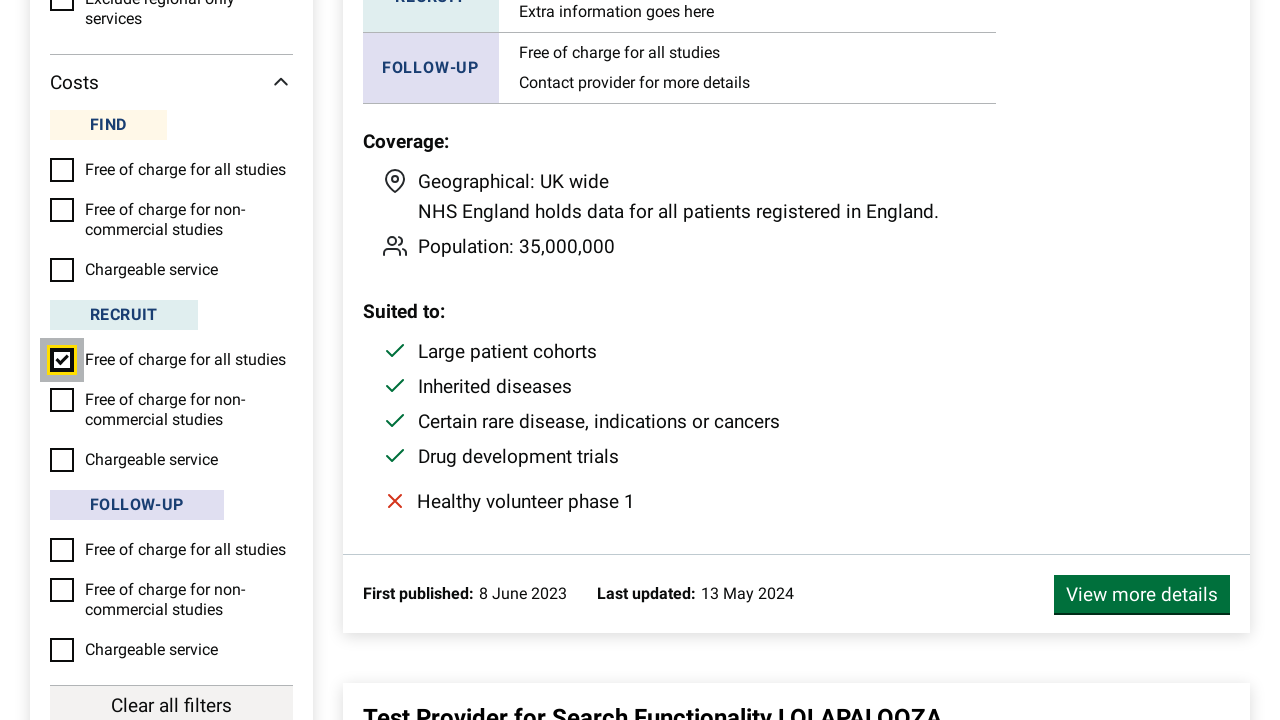 Exclude regional only
services
Costs
FIND
Free of charge for all studies
Free of charge for non-
commercial studies
Chargeable service
RECRUIT
Free of charge for all studies
Free of charge for non-
commercial studies
Chargeable service
FOLLOW-UP
Free of charge for all studies
Free of charge for non-
commercial studies
Chargeable service
Clear all filters
RECRUIT
Extra information goes here
FOLLOW-UP
Free of charge for all studies
Contact provider for more details
Coverage:
Geographical: UK wide
NHS England holds data for all patients registered in England.
Population: 35,000,000
Suited to:
Large patient cohorts
Inherited diseases
Certain rare disease, indications or cancers
Drug development trials
Healthy volunteer phase 1
First published: 8 June 2023 Last updated: 13 May 2024
View more details
Test Provider for Search Functionality LOLAPALOOZA